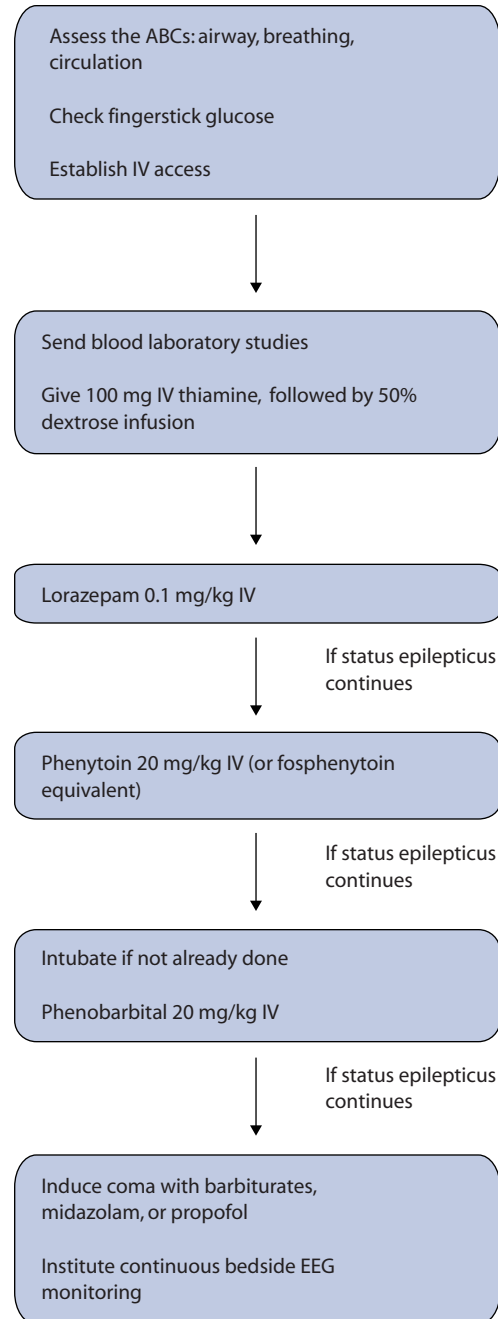 Assess the ABCs: airway, breathing,
circulation
Check fingerstick glucose
Establish IV access
Send blood laboratory studies
Give 100 mg IV thiamine, followed by 50%
dextrose infusion
Lorazepam 0.1 mg/kg IV
If status epilepticus
continues
Phenytoin 20 mg/kg IV (or fosphenytoin
equivalent)
If status epilepticus
continues
Intubate if not already done
Phenobarbital 20 mg/kg IV
If status epilepticus
continues
Induce coma with barbiturates,
midazolam, or propofol
Institute continuous bedside EEG
monitoring